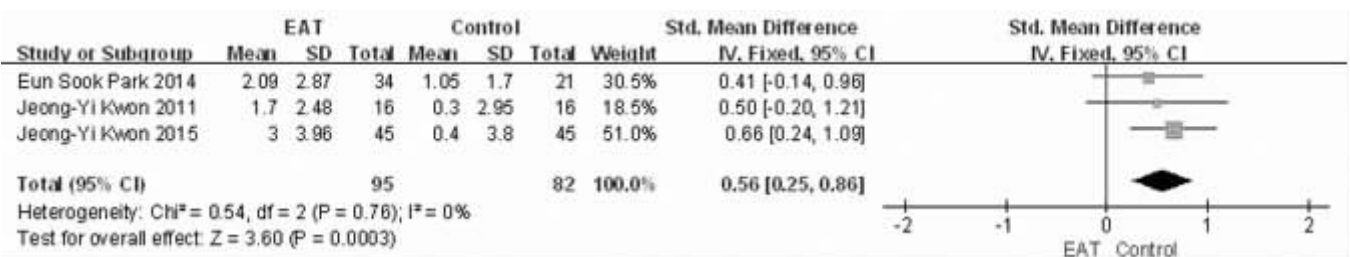 EAT Control Std. Mean Difference Std. Mean Difference
Study or Subgroup Mean SD Total Mean SD Total Weight IV, Fixed, 95% CI IV, Fixed, 95% CI
Eun Sook Park 2014 2.09 2.87 34 1.05 1.7 21 30.5% 0.41 [-0.14, 0.96]
Jeong-Yi Kwon 2011 1.7 2.48 16 0.3 2.95 16 18.5% 0.50 [-0.20, 1.21]
Jeong-Yi Kwon 2015 3 3.96 45 0.4 3.8 45 51.0% 0.66 [0.24, 1.09]
Total (95% CI) 95 82 100.0% 0.56 [0.25, 0.86]
Heterogeneity: Chi² = 0.54, df = 2 (P = 0.76); I² = 0%
Test for overall effect: Z = 3.60 (P = 0.0003)
-2 -1 0 1 2
EAT Control